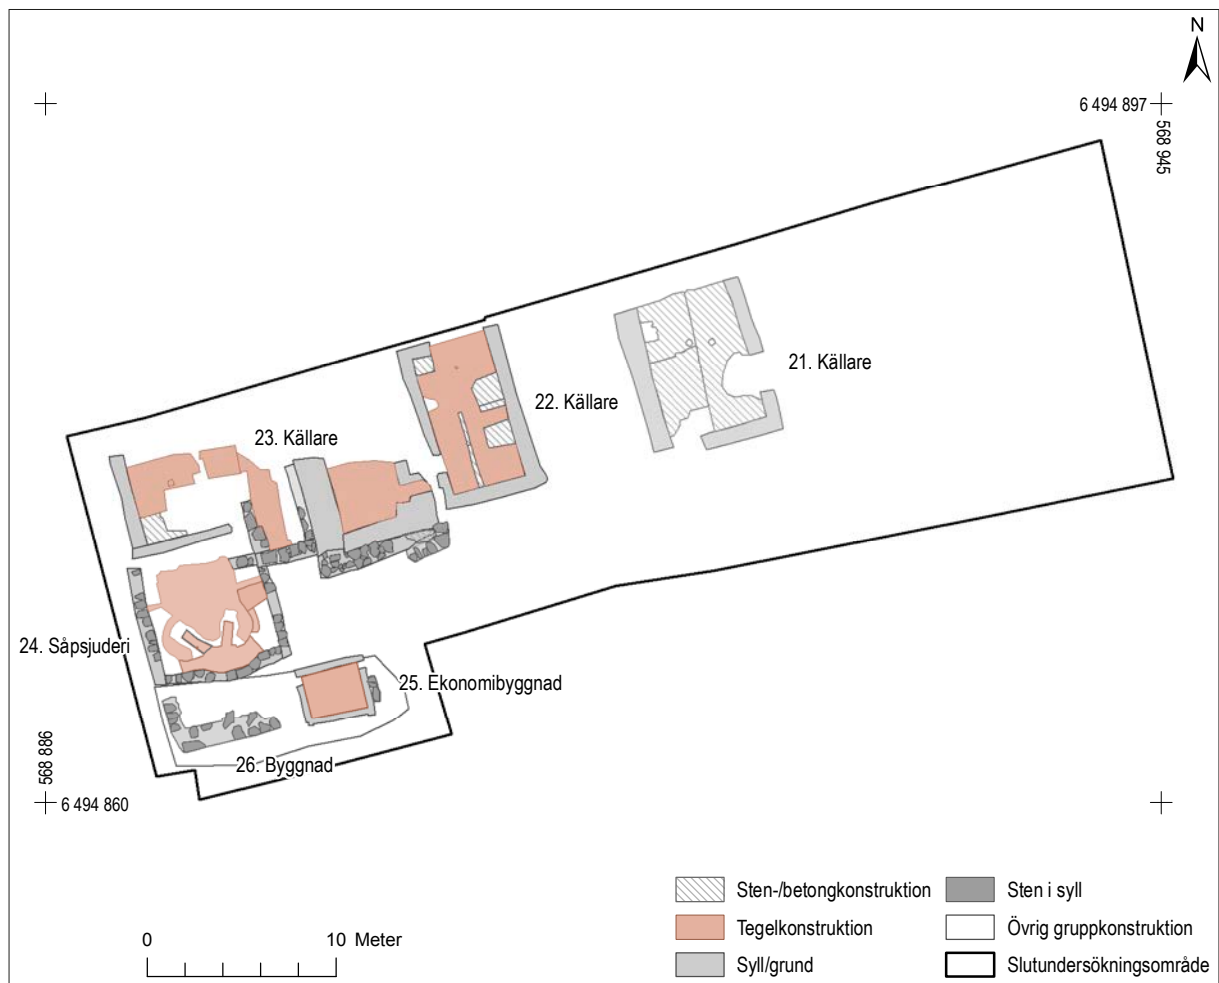 N
6 494 897
568 945
21. Källare
22. Källare
23. Källare
24. Såpsjuderi
25. Ekonomibyggnad
26. Byggnad
568 886
6 494 860
0 10 Meter
Sten-/betongkonstruktion
Tegelkonstruktion
Syll/grund
Sten i syll
Övrig gruppkonstruktion
Slutundersökningsområde